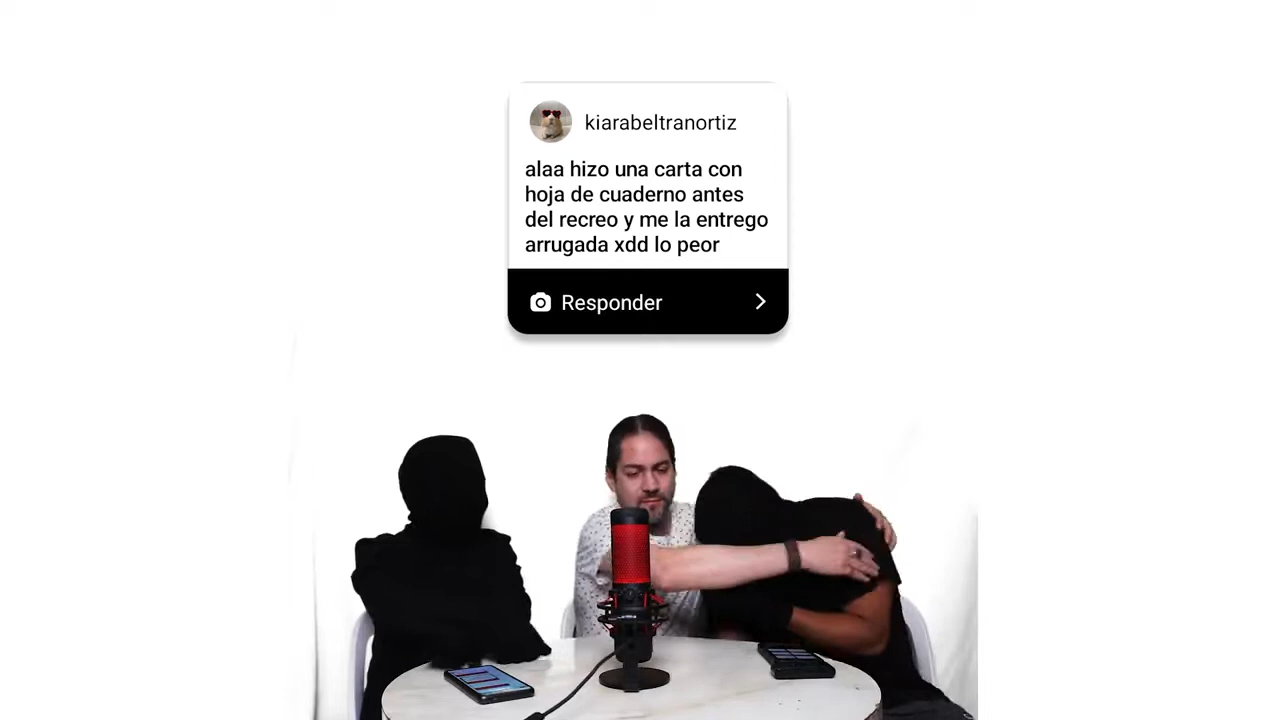 kiarabeltranortiz
alaa hizo una carta con
hoja de cuaderno antes
del recreo y me la entrego
arrugada xdd lo peor
Responder